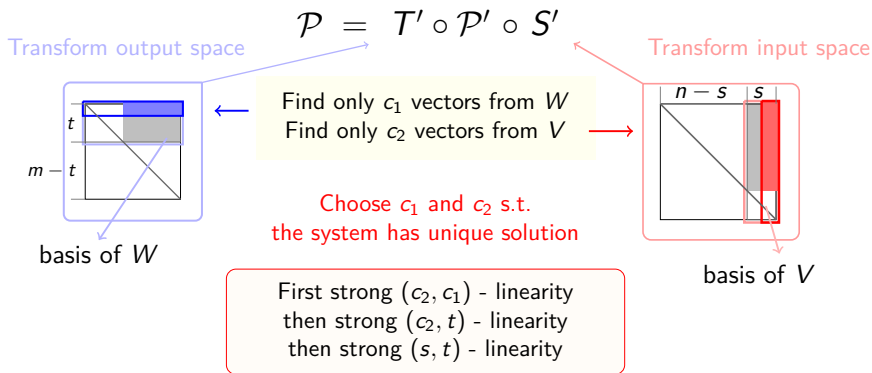 𝒫 = T′ ∘ 𝒫′ ∘ S′
Transform output space
Transform input space
n − s
s
t
m − t
Find only c₁ vectors from W
Find only c₂ vectors from V
Choose c₁ and c₂ s.t.
the system has unique solution
basis of W
basis of V
First strong (c₂, c₁) - linearity
then strong (c₂, t) - linearity
then strong (s, t) - linearity